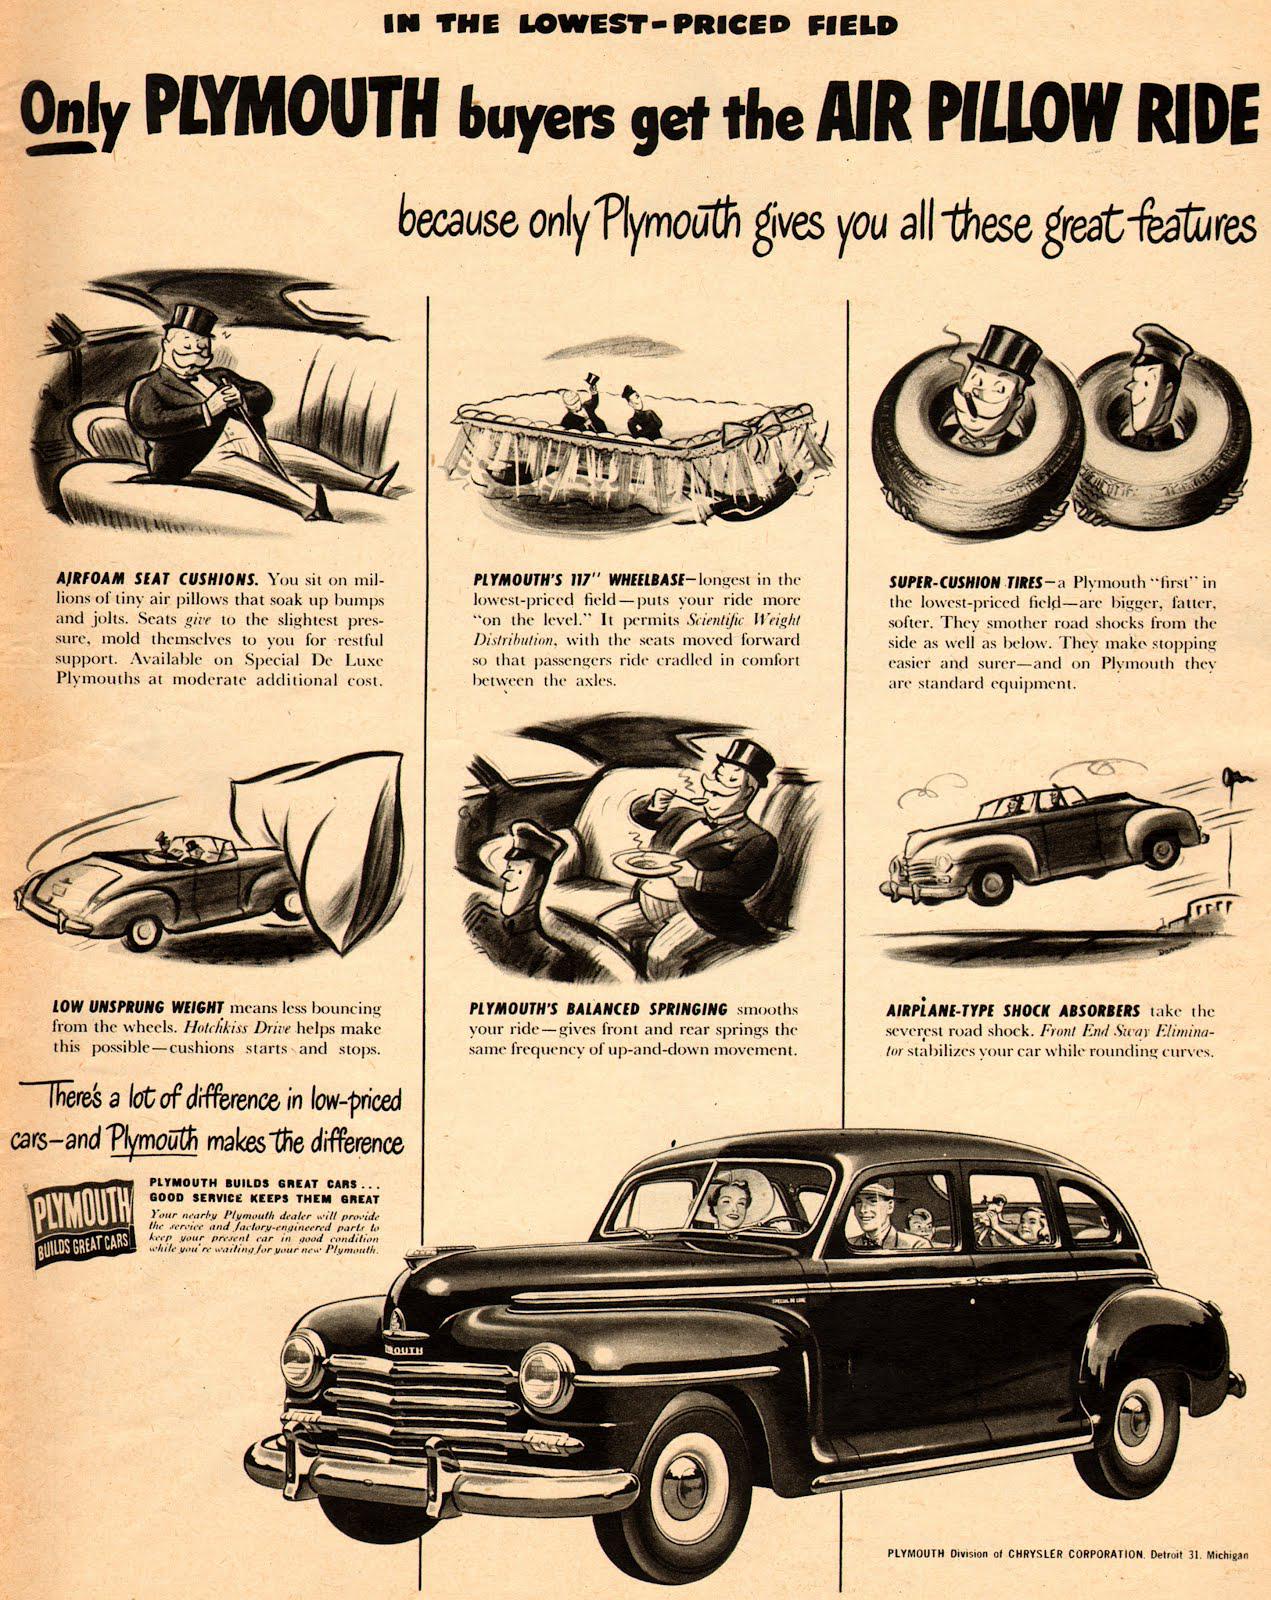 IN THE LOWEST-PRICED FIELD
Only PLYMOUTH buyers get the AIR PILLOW RIDE
because only Plymouth gives you all these great features
AIRFOAM SEAT CUSHIONS. You sit on mil-
lions of tiny air pillows that soak up bumps
and jolts. Seats give to the slightest pres-
sure, mold themselves to you for restful
support. Available on Special De Luxe
Plymouths at moderate additional cost.
PLYMOUTH'S 117" WHEELBASE—longest in the
lowest-priced field—puts your ride more
"on the level." It permits Scientific Weight
Distribution, with the seats moved forward
so that passengers ride cradled in comfort
between the axles.
SUPER-CUSHION TIRES—a Plymouth "first" in
the lowest-priced field—are bigger, fatter,
softer. They smother road shocks from the
side as well as below. They make stopping
easier and surer—and on Plymouth they
are standard equipment.
LOW UNSPRUNG WEIGHT means less bouncing
from the wheels. Hotchkiss Drive helps make
this possible—cushions starts and stops.
PLYMOUTH'S BALANCED SPRINGING smooths
your ride—gives front and rear springs the
same frequency of up-and-down movement.
AIRPLANE-TYPE SHOCK ABSORBERS take the
severest road shock. Front End Sway Elimina-
tor stabilizes your car while rounding curves.
There's a lot of difference in low-priced
cars—and Plymouth makes the difference
PLYMOUTH
BUILDS GREAT CARS
PLYMOUTH BUILDS GREAT CARS...
GOOD SERVICE KEEPS THEM GREAT
Your nearby Plymouth dealer will provide
the service and factory-engineered parts to
keep your present car in good condition
while you're waiting for your new Plymouth.
SPECIAL DE LUXE
PLYMOUTH Division of CHRYSLER CORPORATION. Detroit 31, Michigan